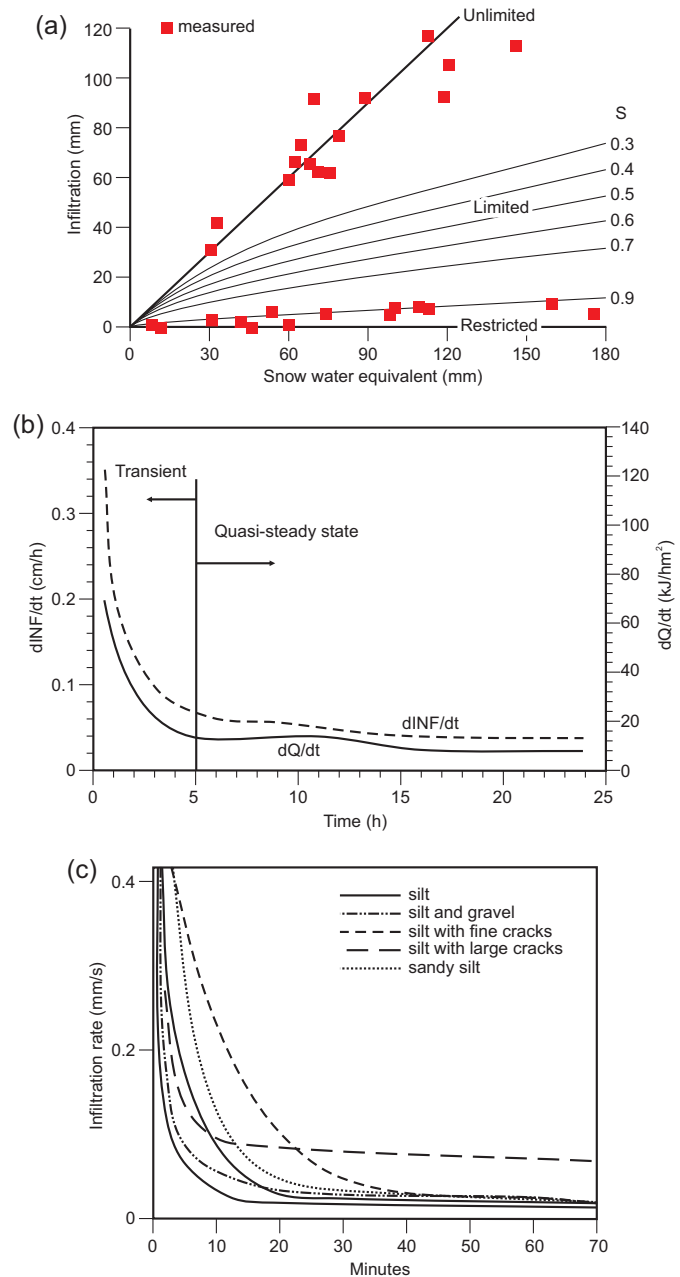 (a)
measured
Unlimited
120
100
80
60
40
20
0
Infiltration (mm)
S
0.3
0.4
0.5
0.6
0.7
0.9
Limited
Restricted
0 30 60 90 120 150 180
Snow water equivalent (mm)
(b)
0.4
0.3
0.2
0.1
0
dINF/dt (cm/h)
Transient
Quasi-steady state
dINF/dt
dQ/dt
140
120
100
80
60
40
20
0
dQ/dt (kJ/hm²)
0 5 10 15 20 25
Time (h)
(c)
0.4
0.2
0
Infiltration rate (mm/s)
silt
silt and gravel
silt with fine cracks
silt with large cracks
sandy silt
0 10 20 30 40 50 60 70
Minutes